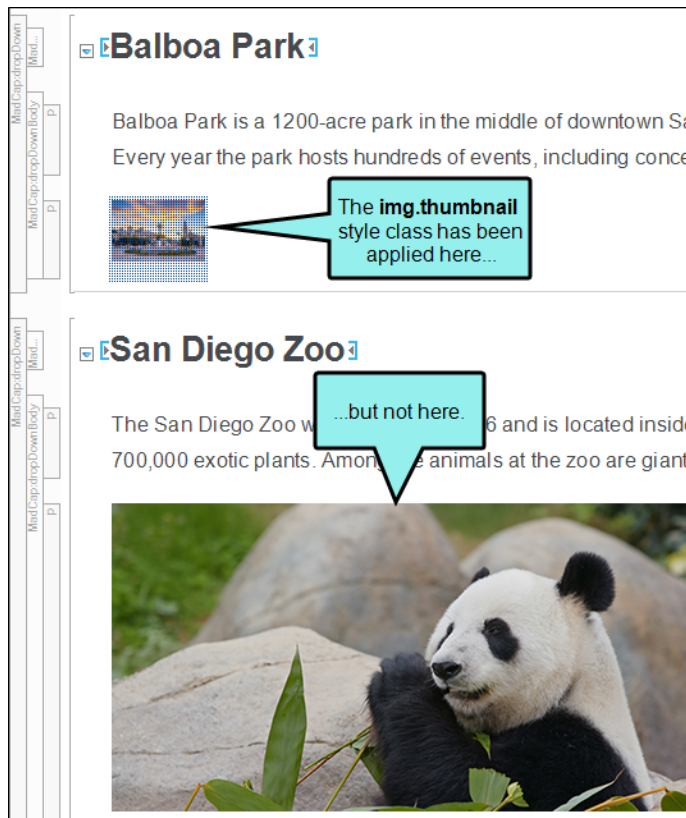 MadCap:dropDown
Mad...
MadCap:dropDownBody
p
p
Balboa Park
Balboa Park is a 1200-acre park in the middle of downtown Sa
Every year the park hosts hundreds of events, including conce
The img.thumbnail
style class has been
applied here...
MadCap:dropDown
Mad...
MadCap:dropDownBody
p
p
San Diego Zoo
...but not here.
The San Diego Zoo w 6 and is located inside
700,000 exotic plants. Among e animals at the zoo are giant